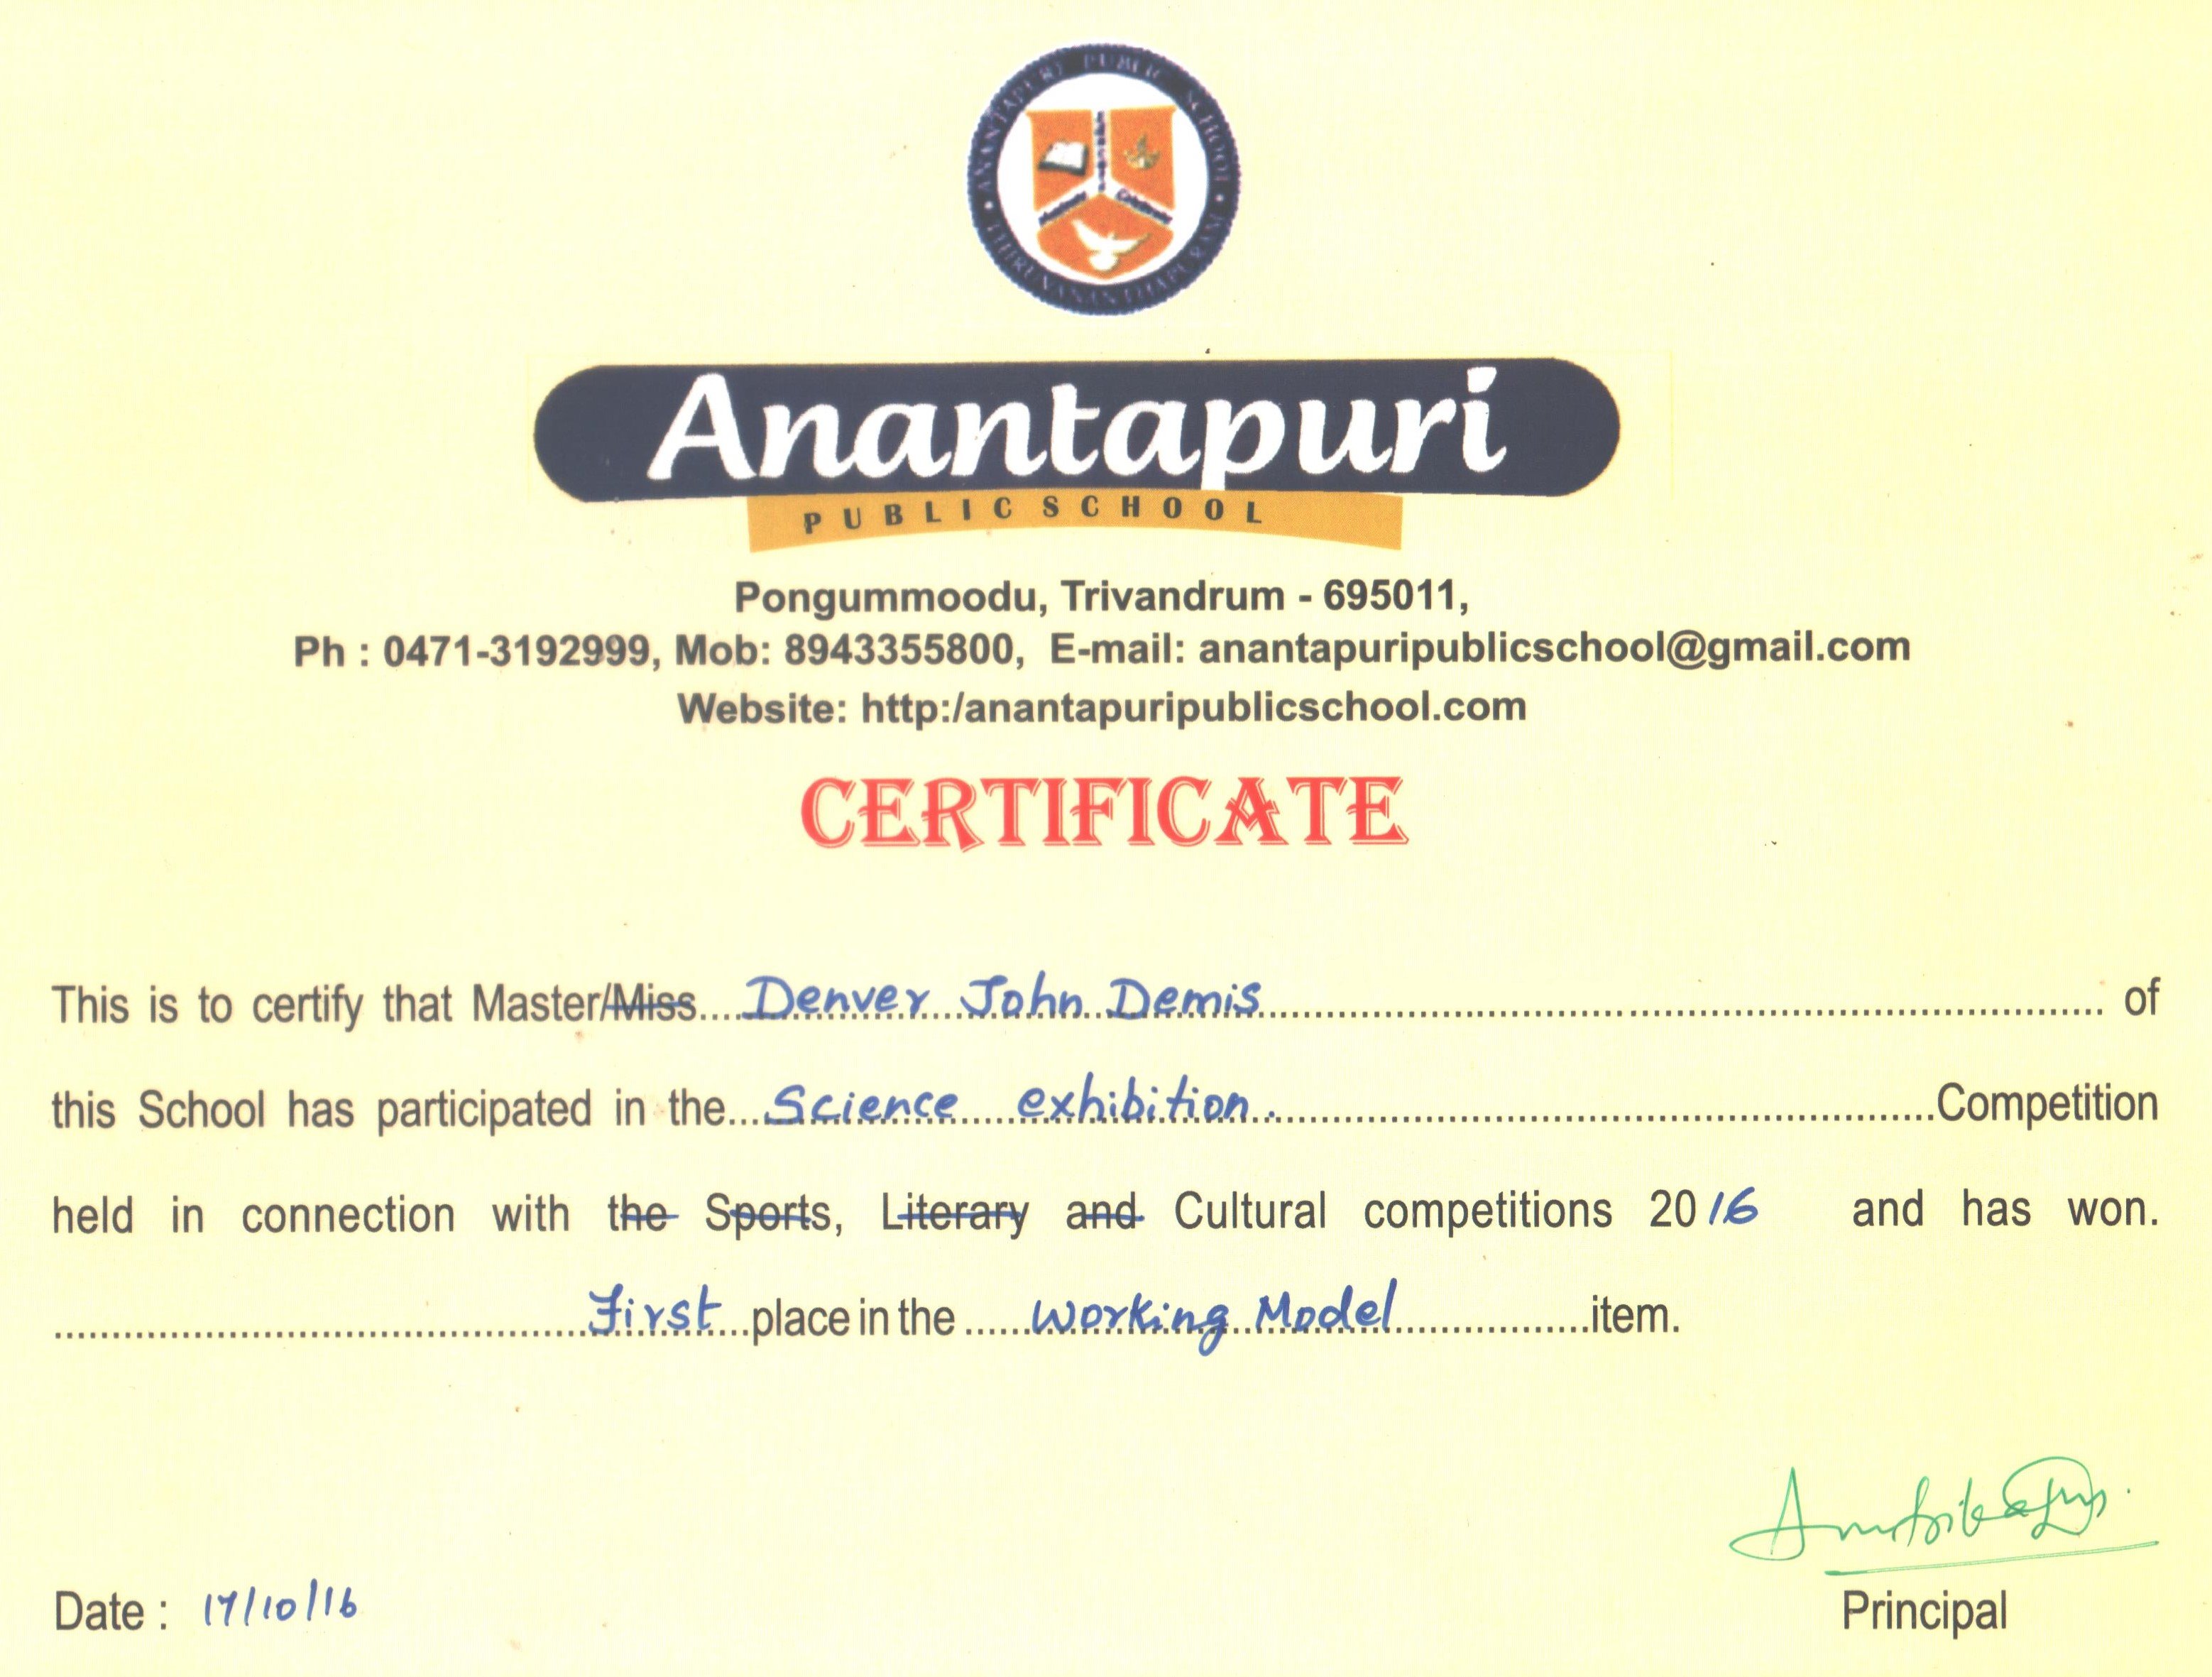 ANANTAPURI PUBLIC SCHOOL
THIRUVANANTHAPURAM
Anantapuri
PUBLIC SCHOOL
Pongummoodu, Trivandrum - 695011,
Ph : 0471-3192999, Mob: 8943355800, E-mail: anantapuripublicschool@gmail.com
Website: http:/anantapuripublicschool.com
CERTIFICATE
This is to certify that Master/Miss....Denver John Demis.... of
this School has participated in the...Science exhibition....Competition
held in connection with the Sports, Literary and Cultural competitions 2016 and has won.
....First...place in the ......Working Model......item.
Date : 17/10/16
Principal